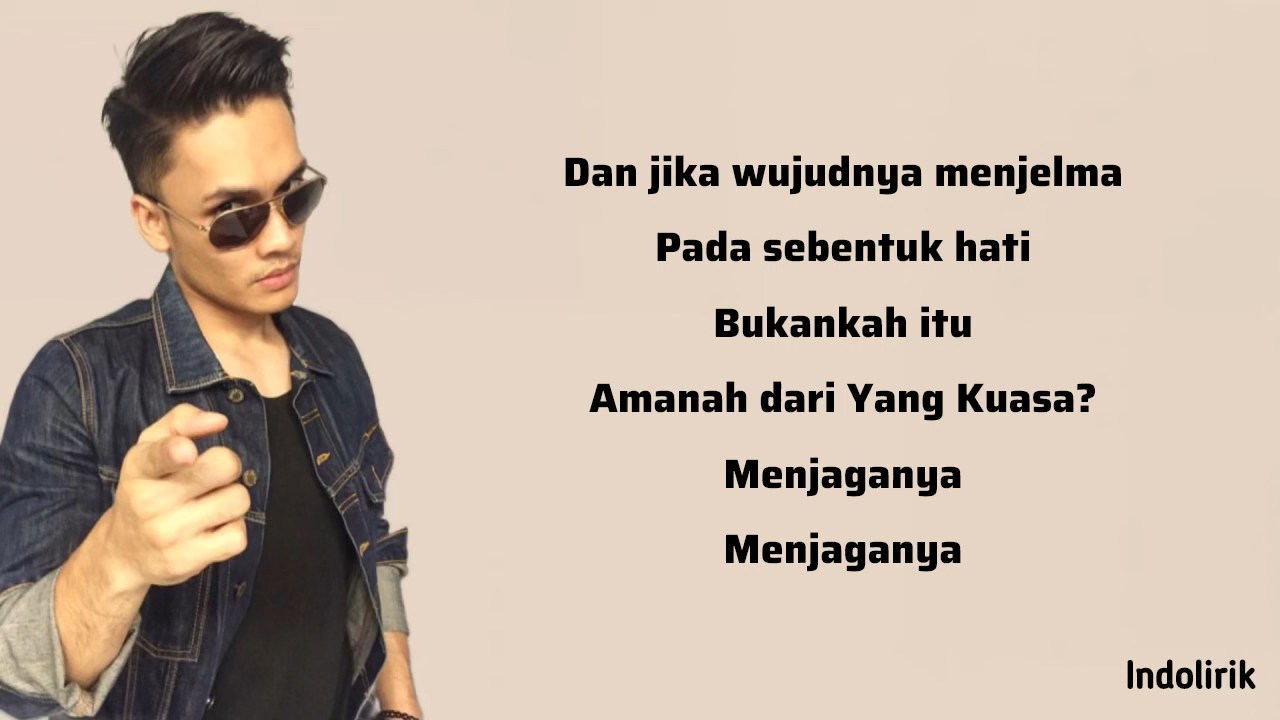 Dan jika wujudnya menjelma
Pada sebentuk hati
Bukankah itu
Amanah dari Yang Kuasa?
Menjaganya
Menjaganya
Indolirik